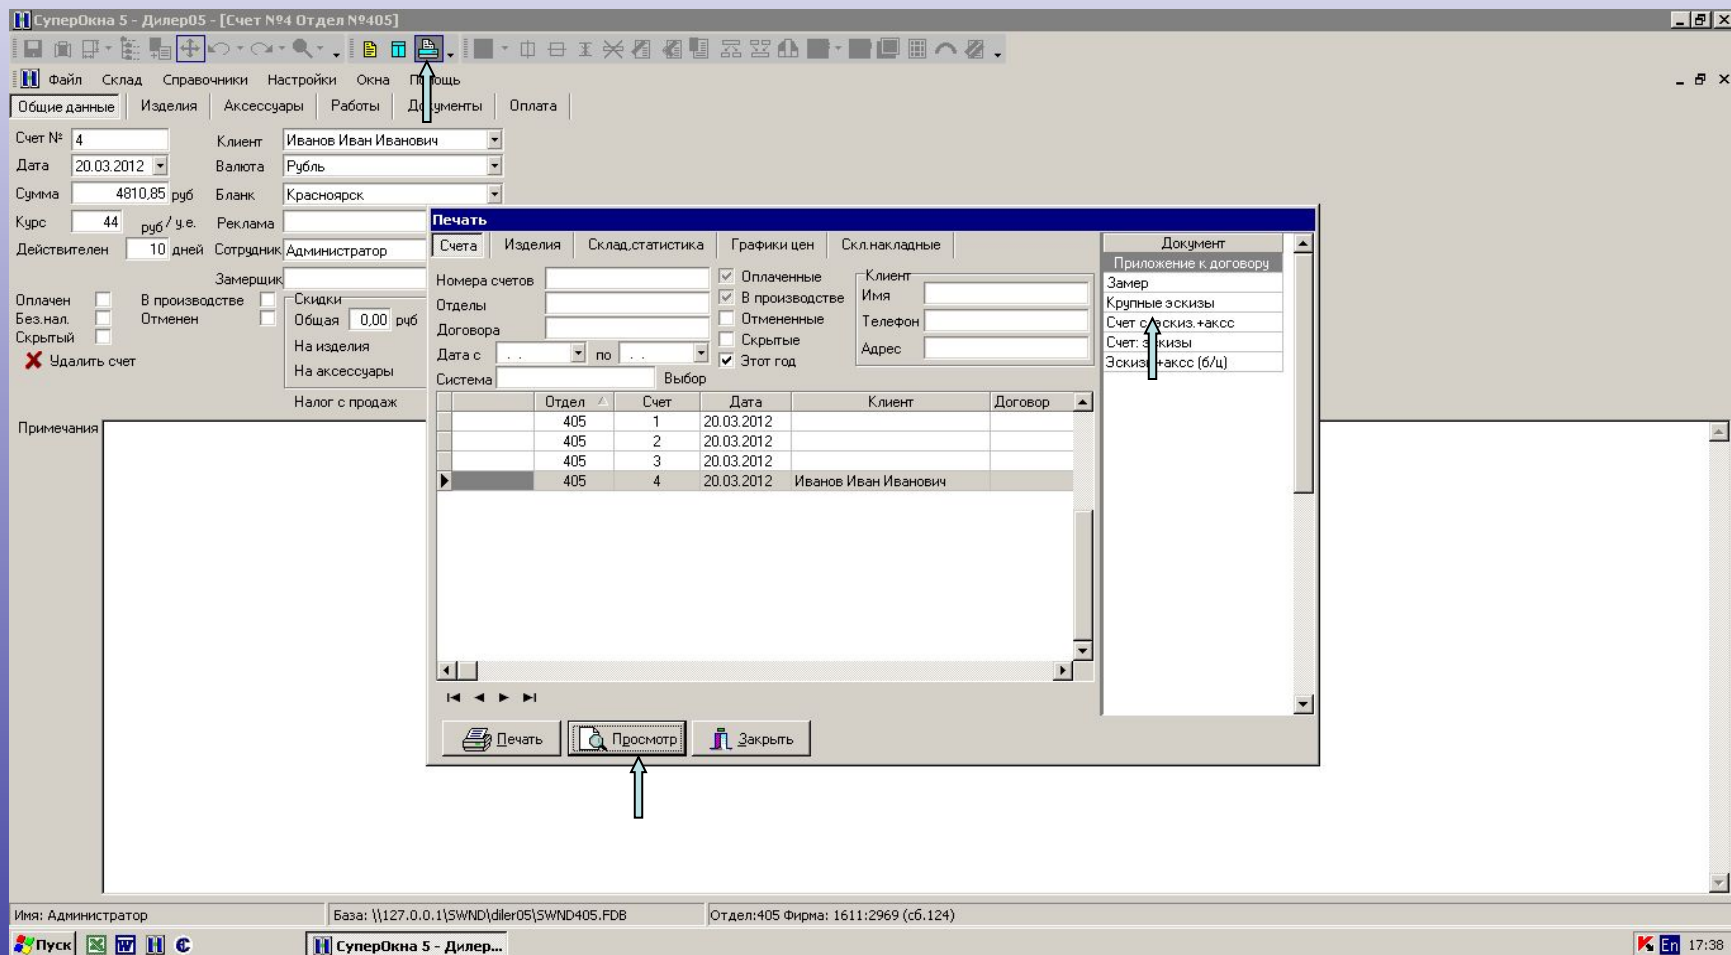 СуперОкна 5 - Дилер05 - [Счет №4 Отдел №405]
Файл Склад Справочники Настройки Окна
Общие данные Изделия Аксессуары Работы Оплата
Счет № 4 Клиент Иванов Иван Иванович
Дата 20.03.2012 Валюта Рубль
Сумма 4810,85 руб Бланк Красноярск
Курс 44 руб / у.е. Реклама
Действителен 10 дней Сотрудник Администратор
Замерщик
Оплачен В производстве
Без.нал. Отменен
Скрытый
Удалить счет
Скидки
Общая 0,00 руб
На изделия
На аксессуары
Налог с продаж
Примечания
Печать
Счета Изделия Склад,статистика Графики цен Скл.накладные
Номера счетов
Отделы
Договора
Дата с . . по . .
Система Выбор
Оплаченные
В производстве
Отмененные
Скрытые
Этот год
Клиент
Имя
Телефон
Адрес
Отдел Счет Дата Клиент Договор
405 1 20.03.2012
405 2 20.03.2012
405 3 20.03.2012
405 4 20.03.2012 Иванов Иван Иванович
Печать Просмотр Закрыть
Документ
Приложение к договору
Замер
Крупные эскизы
Счет +аксс
Счет:
+аксс (б/ц)
Имя: Администратор База: \\127.0.0.1\SWND\diler05\SWND405.FDB Отдел:405 Фирма: 1611:2969 (сб.124)
Пуск СуперОкна 5 - Дилер... En 17:38